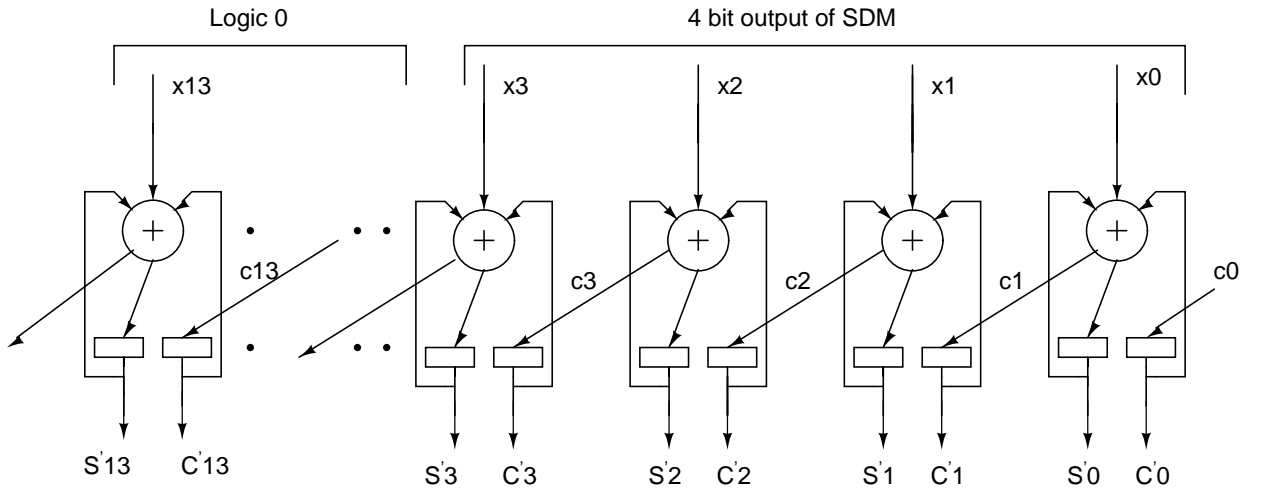 Logic 0
4 bit output of SDM
x13
x3
x2
x1
x0
+
+
+
+
+
c13
c3
c2
c1
c0
S'13
C'13
S'3
C'3
S'2
C'2
S'1
C'1
S'0
C'0